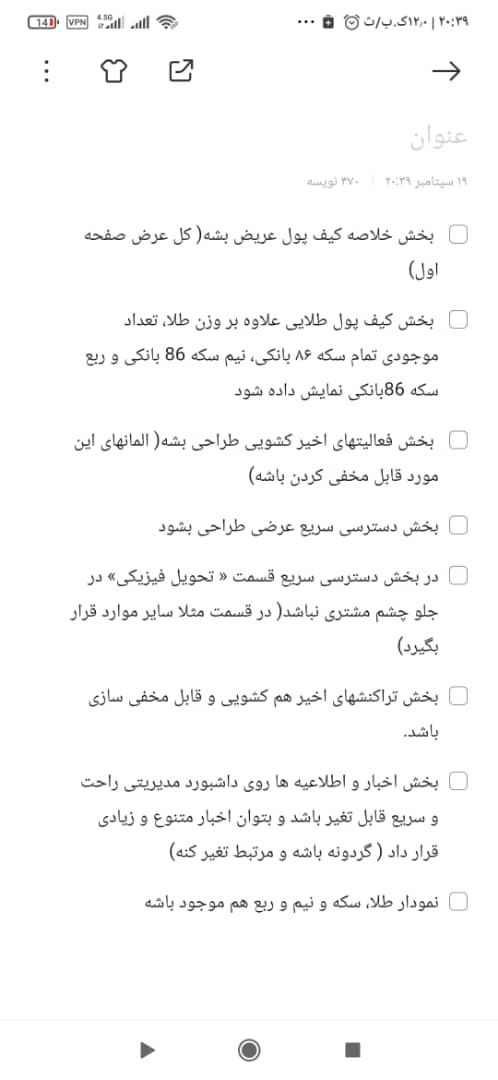 ۲۰:۳۹ | ۱۲٫۰ک.ب/ث
4.5G VPN 14
عنوان
۱۹ سپتامبر ۲۰:۳۹ | ۴۷۰ نویسه
بخش خلاصه کیف پول عریض بشه( کل عرض صفحه
اول)
بخش کیف پول طلایی علاوه بر وزن طلا، تعداد
موجودی تمام سکه ۸۶ بانکی، نیم سکه 86 بانکی و ربع
سکه 86بانکی نمایش داده شود
بخش فعالیتهای اخیر کشویی طراحی بشه( المانهای این
مورد قابل مخفی کردن باشه)
بخش دسترسی سریع عرضی طراحی بشود
در بخش دسترسی سریع قسمت « تحویل فیزیکی» در
جلو چشم مشتری نباشد( در قسمت مثلا سایر موارد قرار
بگیرد)
بخش تراکنشهای اخیر هم کشویی و قابل مخفی سازی
باشد.
بخش اخبار و اطلاعیه ها روی داشبورد مدیریتی راحت
و سریع قابل تغیر باشد و بتوان اخبار متنوع و زیادی
قرار داد ( گردونه باشه و مرتبط تغیر کنه)
نمودار طلا، سکه و نیم و ربع هم موجود باشه